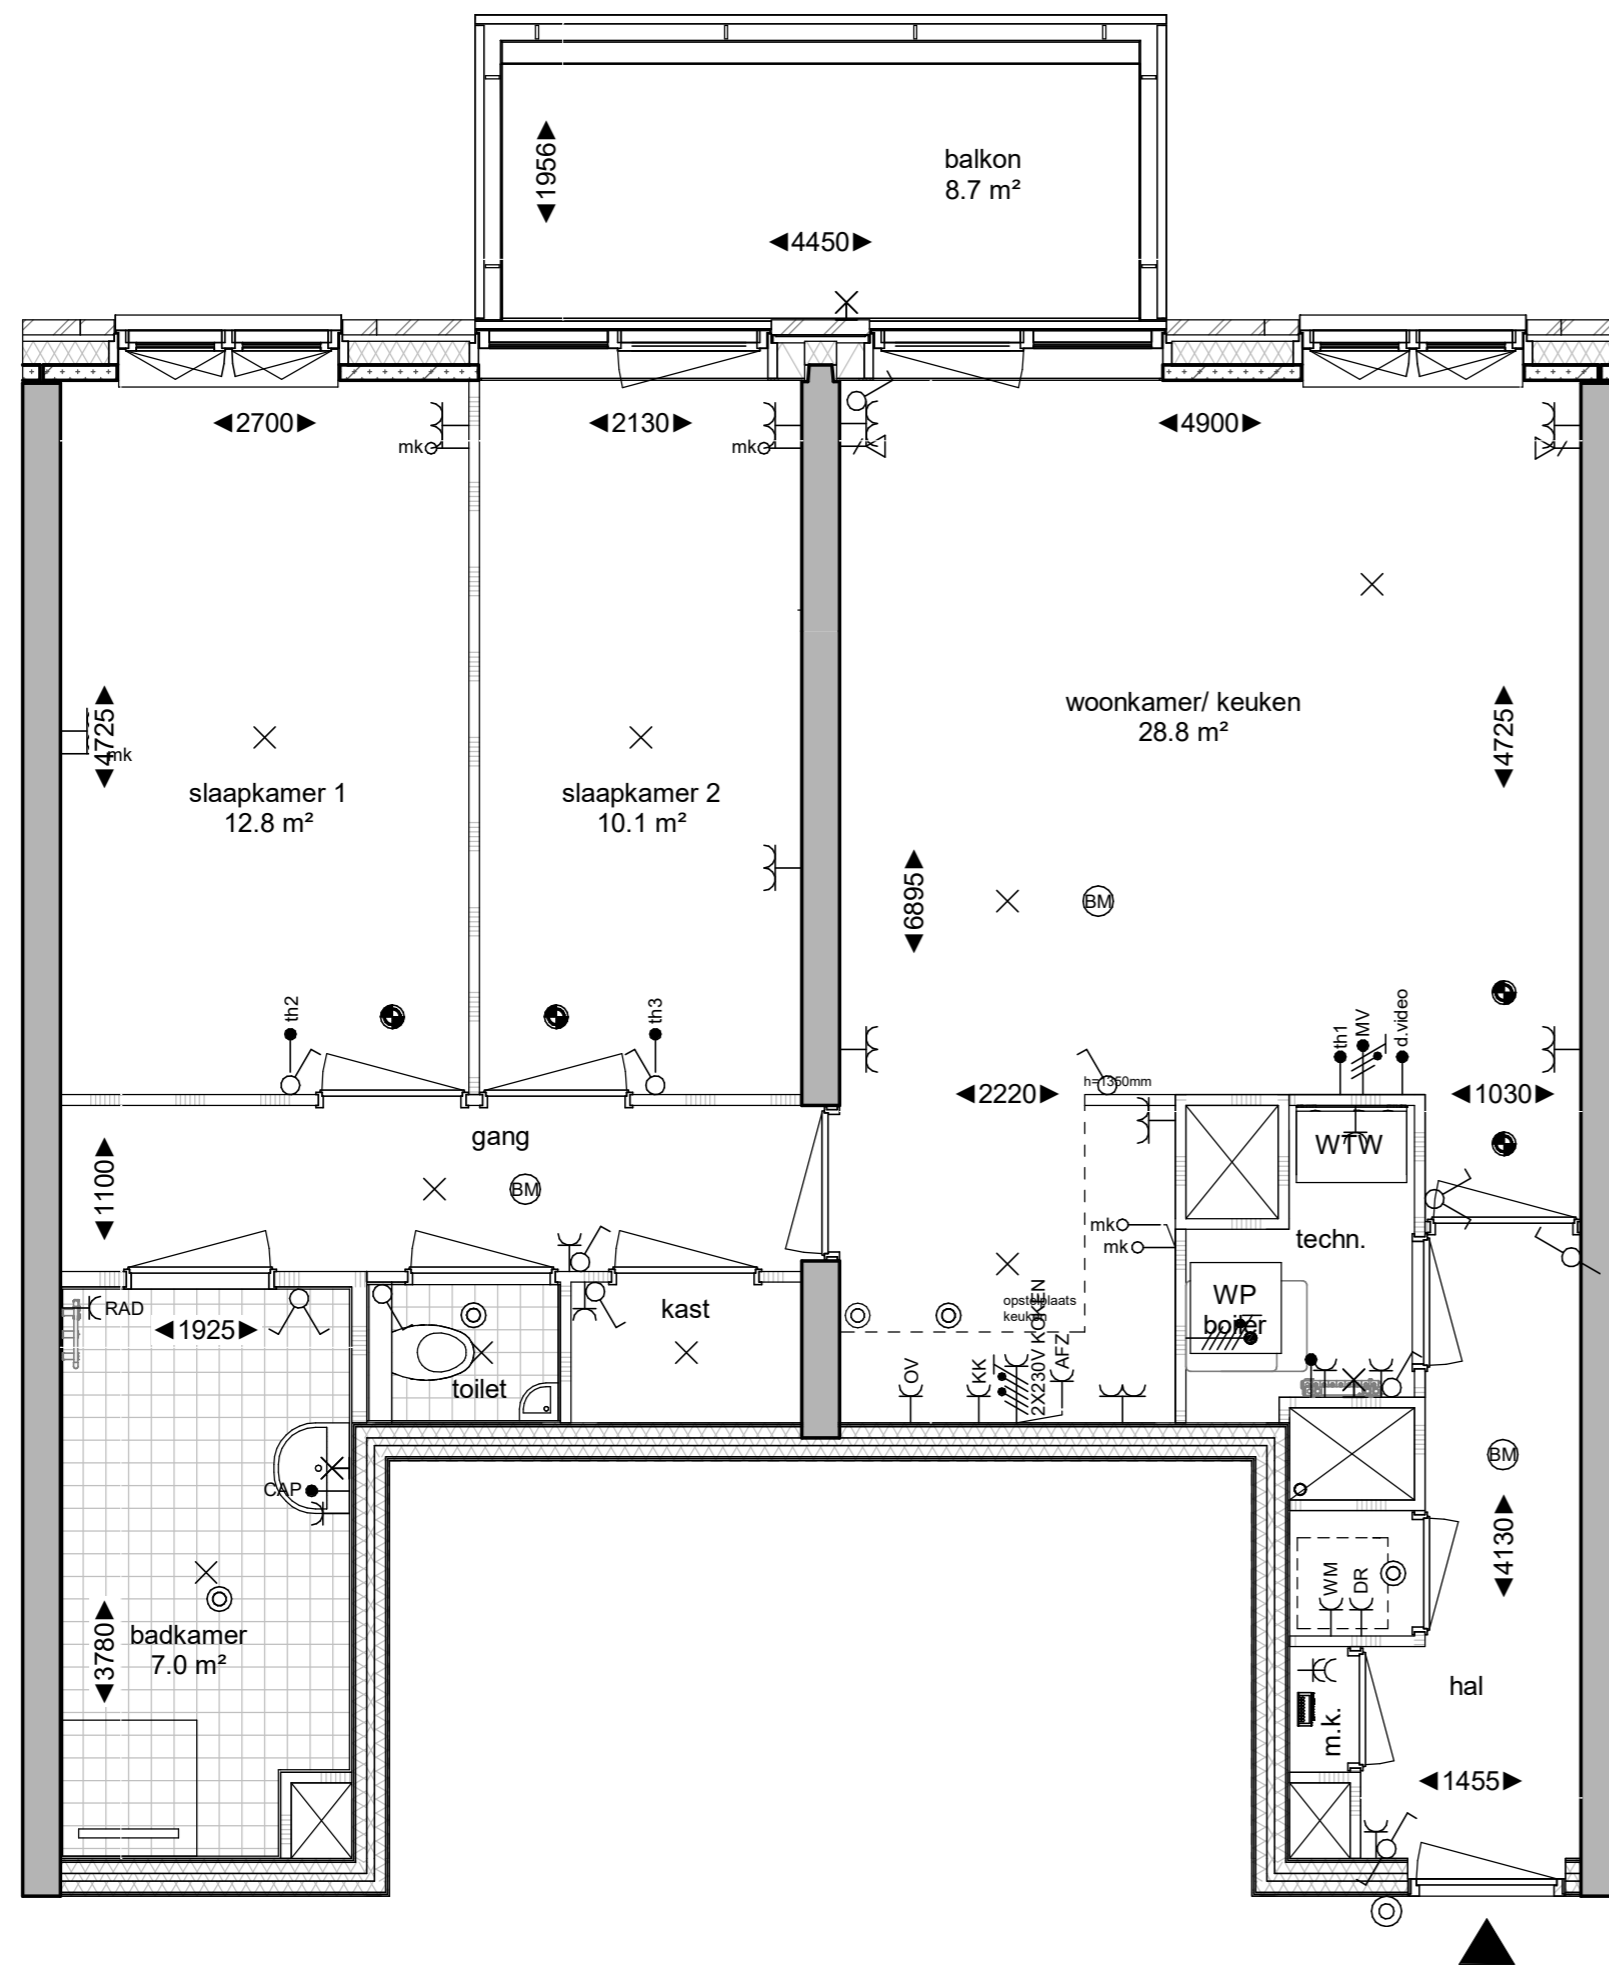 1956
balkon
8.7 m²
4450
2700
2130
4900
mk
mk
4725
mk
slaapkamer 1
12.8 m²
slaapkamer 2
10.1 m²
woonkamer/ keuken
28.8 m²
4725
6895
BM
th2
th3
th1
MV
d.video
2220
h=1350mm
1030
gang
1100
BM
WTW
mk
mk
techn.
RAD
1925
kast
toilet
WP
boiler
opstelplaats
keuken
OV
KK
2X230V KOKEN
AFZ
CAP
BM
4130
WM
DR
badkamer
7.0 m²
3780
hal
m.k.
1455